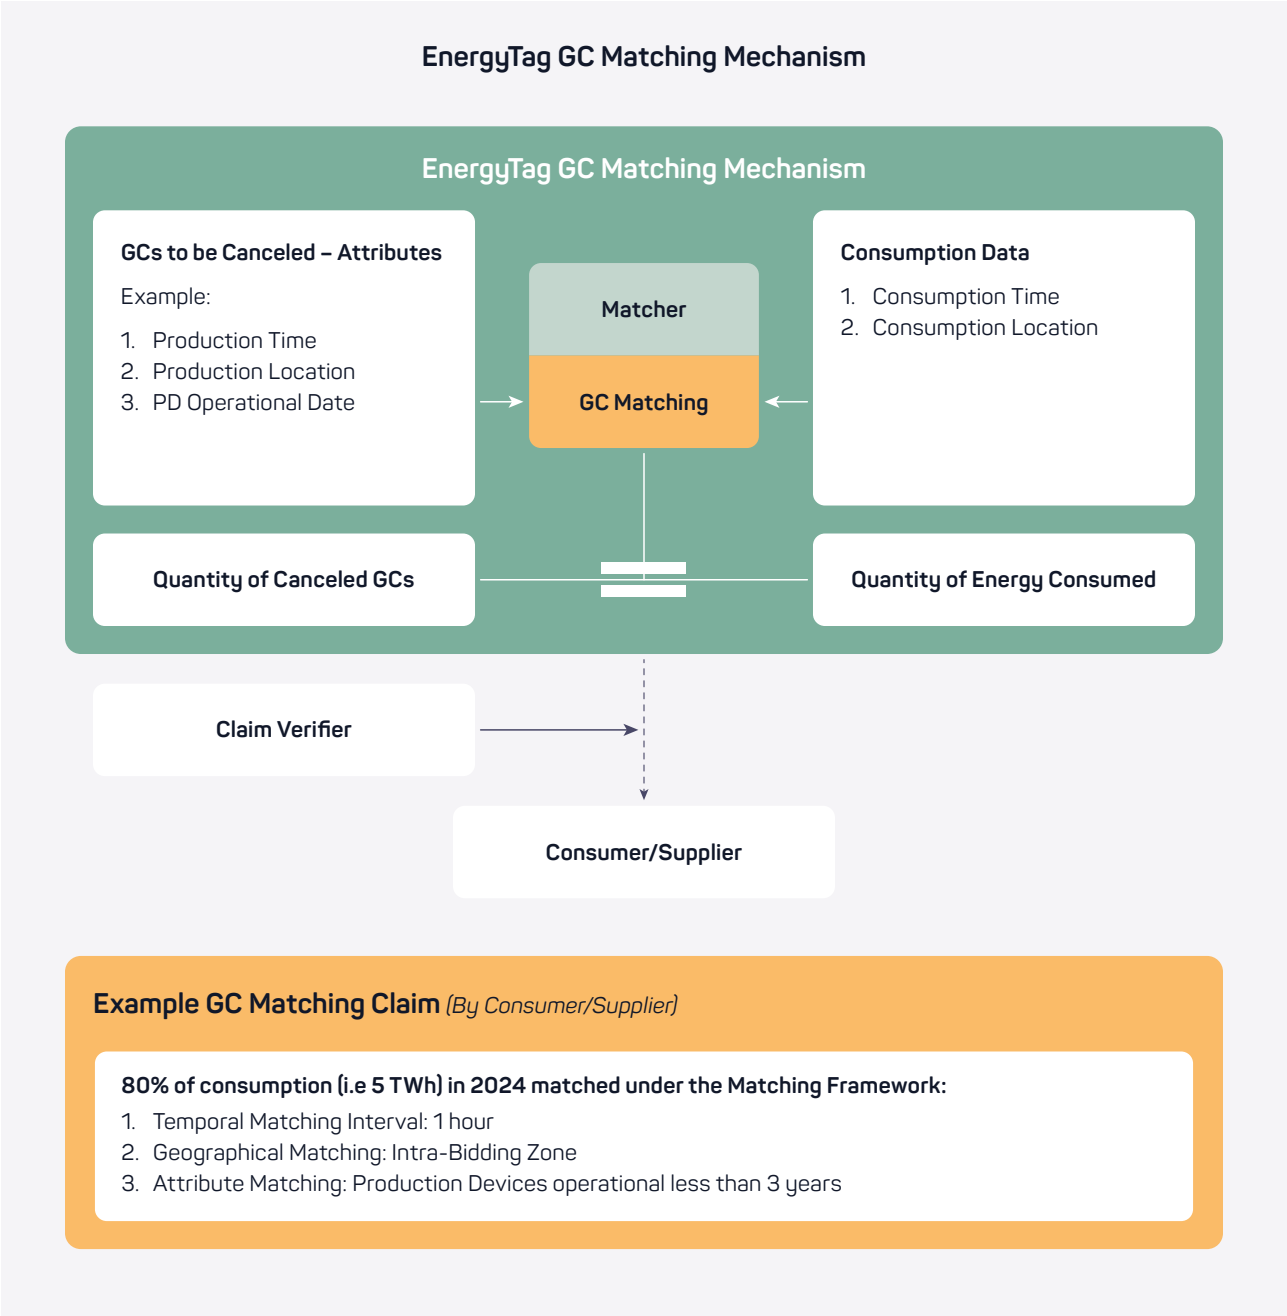 EnergyTag GC Matching Mechanism
EnergyTag GC Matching Mechanism
GCs to be Canceled – Attributes
Example:
1. Production Time
2. Production Location
3. PD Operational Date
Matcher
GC Matching
Consumption Data
1. Consumption Time
2. Consumption Location
Quantity of Canceled GCs
Quantity of Energy Consumed
Claim Verifier
Consumer/Supplier
Example GC Matching Claim (By Consumer/Supplier)
80% of consumption (i.e 5 TWh) in 2024 matched under the Matching Framework:
1. Temporal Matching Interval: 1 hour
2. Geographical Matching: Intra-Bidding Zone
3. Attribute Matching: Production Devices operational less than 3 years